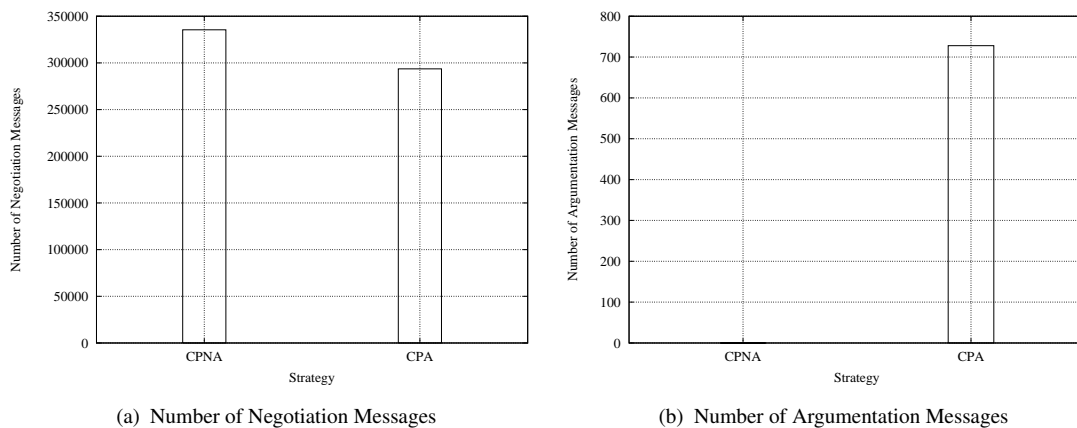 Number of Negotiation Messages
350000
300000
250000
200000
150000
100000
50000
0
CPNA CPA
Strategy
(a) Number of Negotiation Messages
Number of Argumentation Messages
800
700
600
500
400
300
200
100
0
CPNA CPA
Strategy
(b) Number of Argumentation Messages